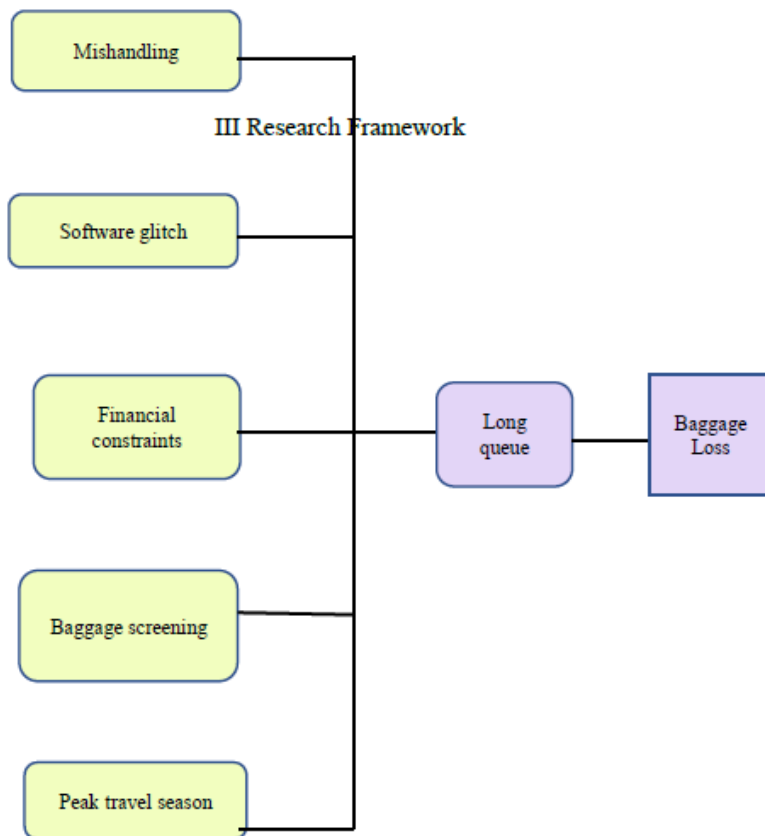 Mishandling
III Research Framework
Software glitch
Financial
constraints
Long
queue
Baggage
Loss
Baggage screening
Peak travel season